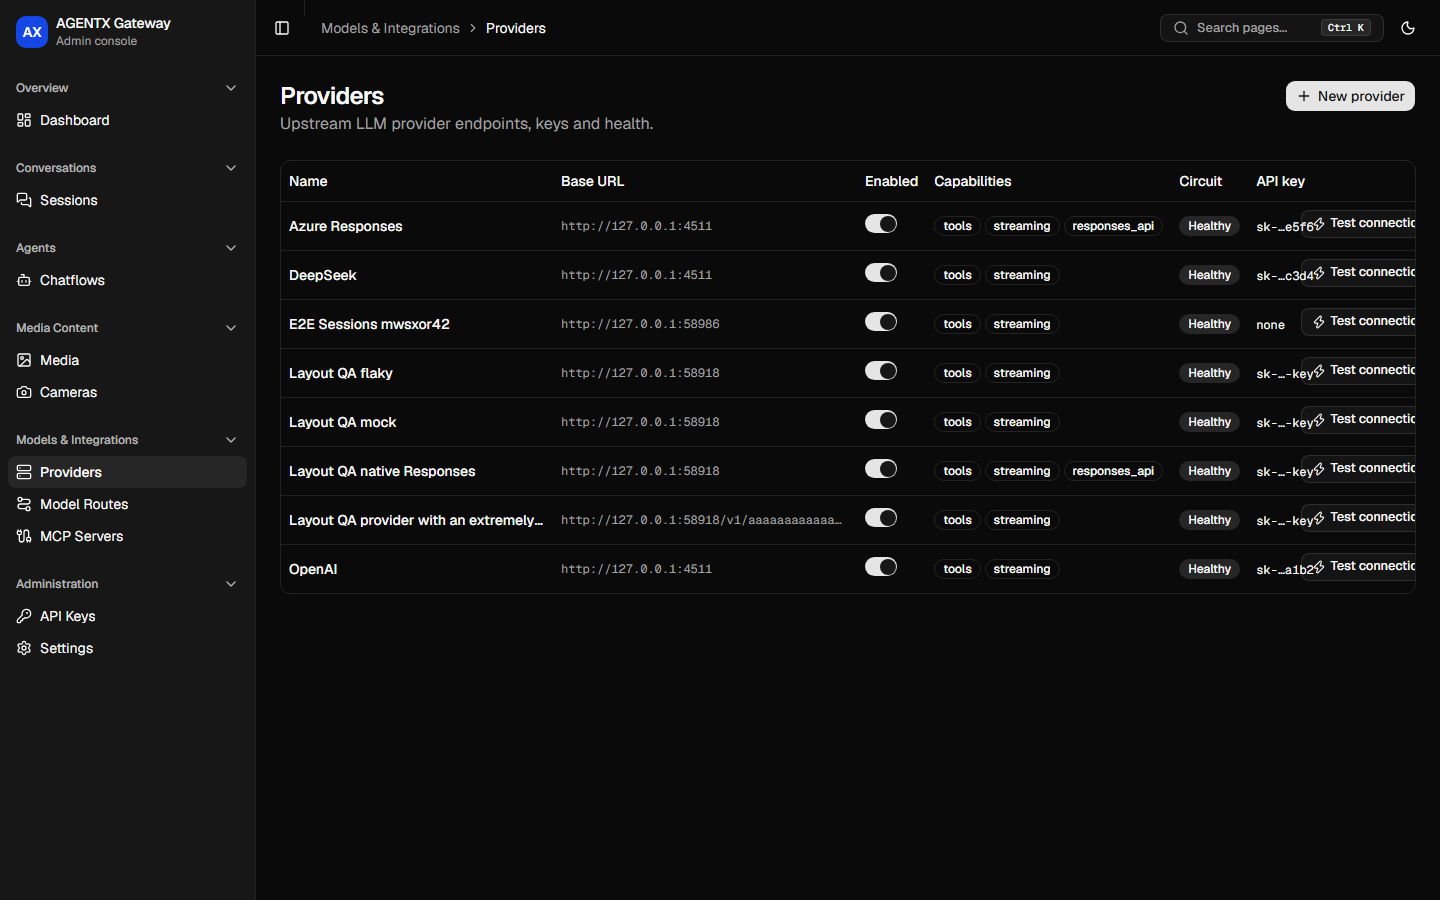 AX
AGENTX Gateway
Admin console
Overview
Dashboard
Conversations
Sessions
Agents
Chatflows
Media Content
Media
Cameras
Models & Integrations
Providers
Model Routes
MCP Servers
Administration
API Keys
Settings
Models & Integrations > Providers
Search pages... Ctrl K
Providers
Upstream LLM provider endpoints, keys and health.
+ New provider
Name Base URL Enabled Capabilities Circuit API key
Azure Responses http://127.0.0.1:4511 tools streaming responses_api Healthy sk-…e5f6 Test connectio
DeepSeek http://127.0.0.1:4511 tools streaming Healthy sk-…c3d4 Test connectio
E2E Sessions mwsxor42 http://127.0.0.1:58986 tools streaming Healthy none Test connectio
Layout QA flaky http://127.0.0.1:58918 tools streaming Healthy sk-…-key Test connectio
Layout QA mock http://127.0.0.1:58918 tools streaming Healthy sk-…-key Test connectio
Layout QA native Responses http://127.0.0.1:58918 tools streaming responses_api Healthy sk-…-key Test connectio
Layout QA provider with an extremely… http://127.0.0.1:58918/v1/aaaaaaaaaaaa… tools streaming Healthy sk-…-key Test connectio
OpenAI http://127.0.0.1:4511 tools streaming Healthy sk-…a1b2 Test connectio